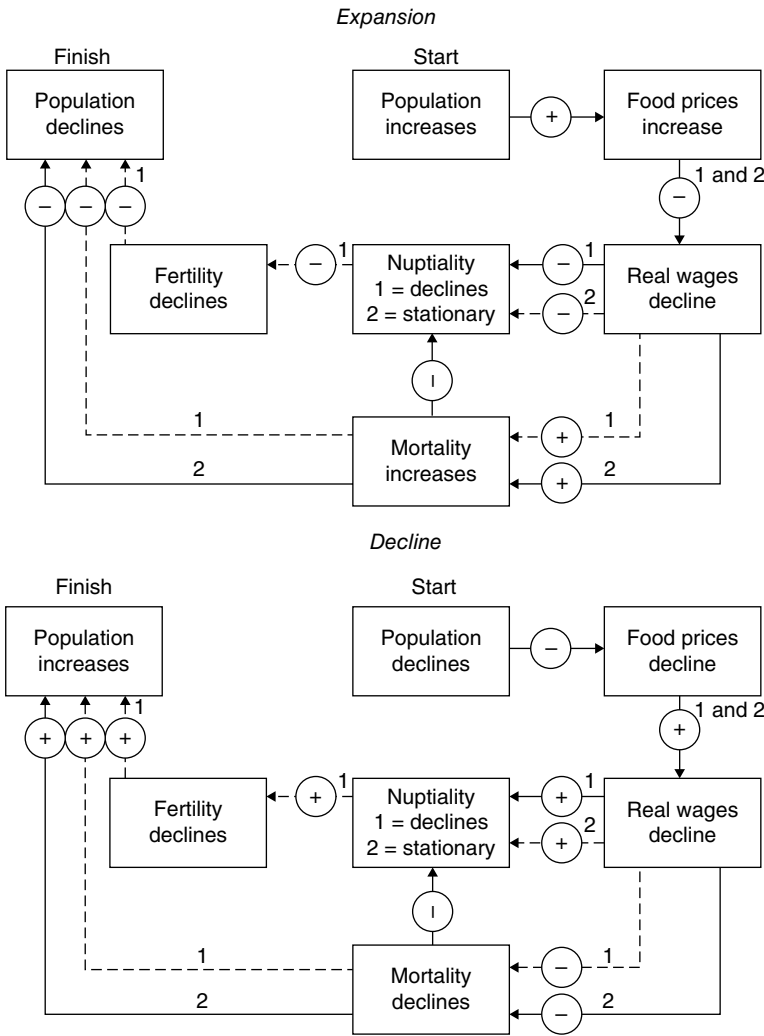 Expansion
Finish
Start
Population
declines
Population
increases
+
Food prices
increase
1
1 and 2
−
−
−
−
Fertility
declines
−
1
Nuptiality
1 = declines
2 = stationary
−
1
−
2
Real wages
decline
I
1
Mortality
increases
+
1
2
+
2
Decline
Finish
Start
Population
increases
Population
declines
−
Food prices
decline
1
1 and 2
+
+
+
+
Fertility
declines
+
1
Nuptiality
1 = declines
2 = stationary
+
1
+
2
Real wages
decline
I
1
Mortality
declines
−
1
2
−
2